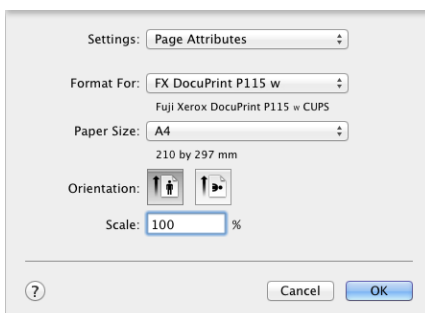 Settings: Page Attributes
Format For: FX DocuPrint P115 w
Fuji Xerox DocuPrint P115 w CUPS
Paper Size: A4
210 by 297 mm
Orientation:
Scale: 100 %
? Cancel OK